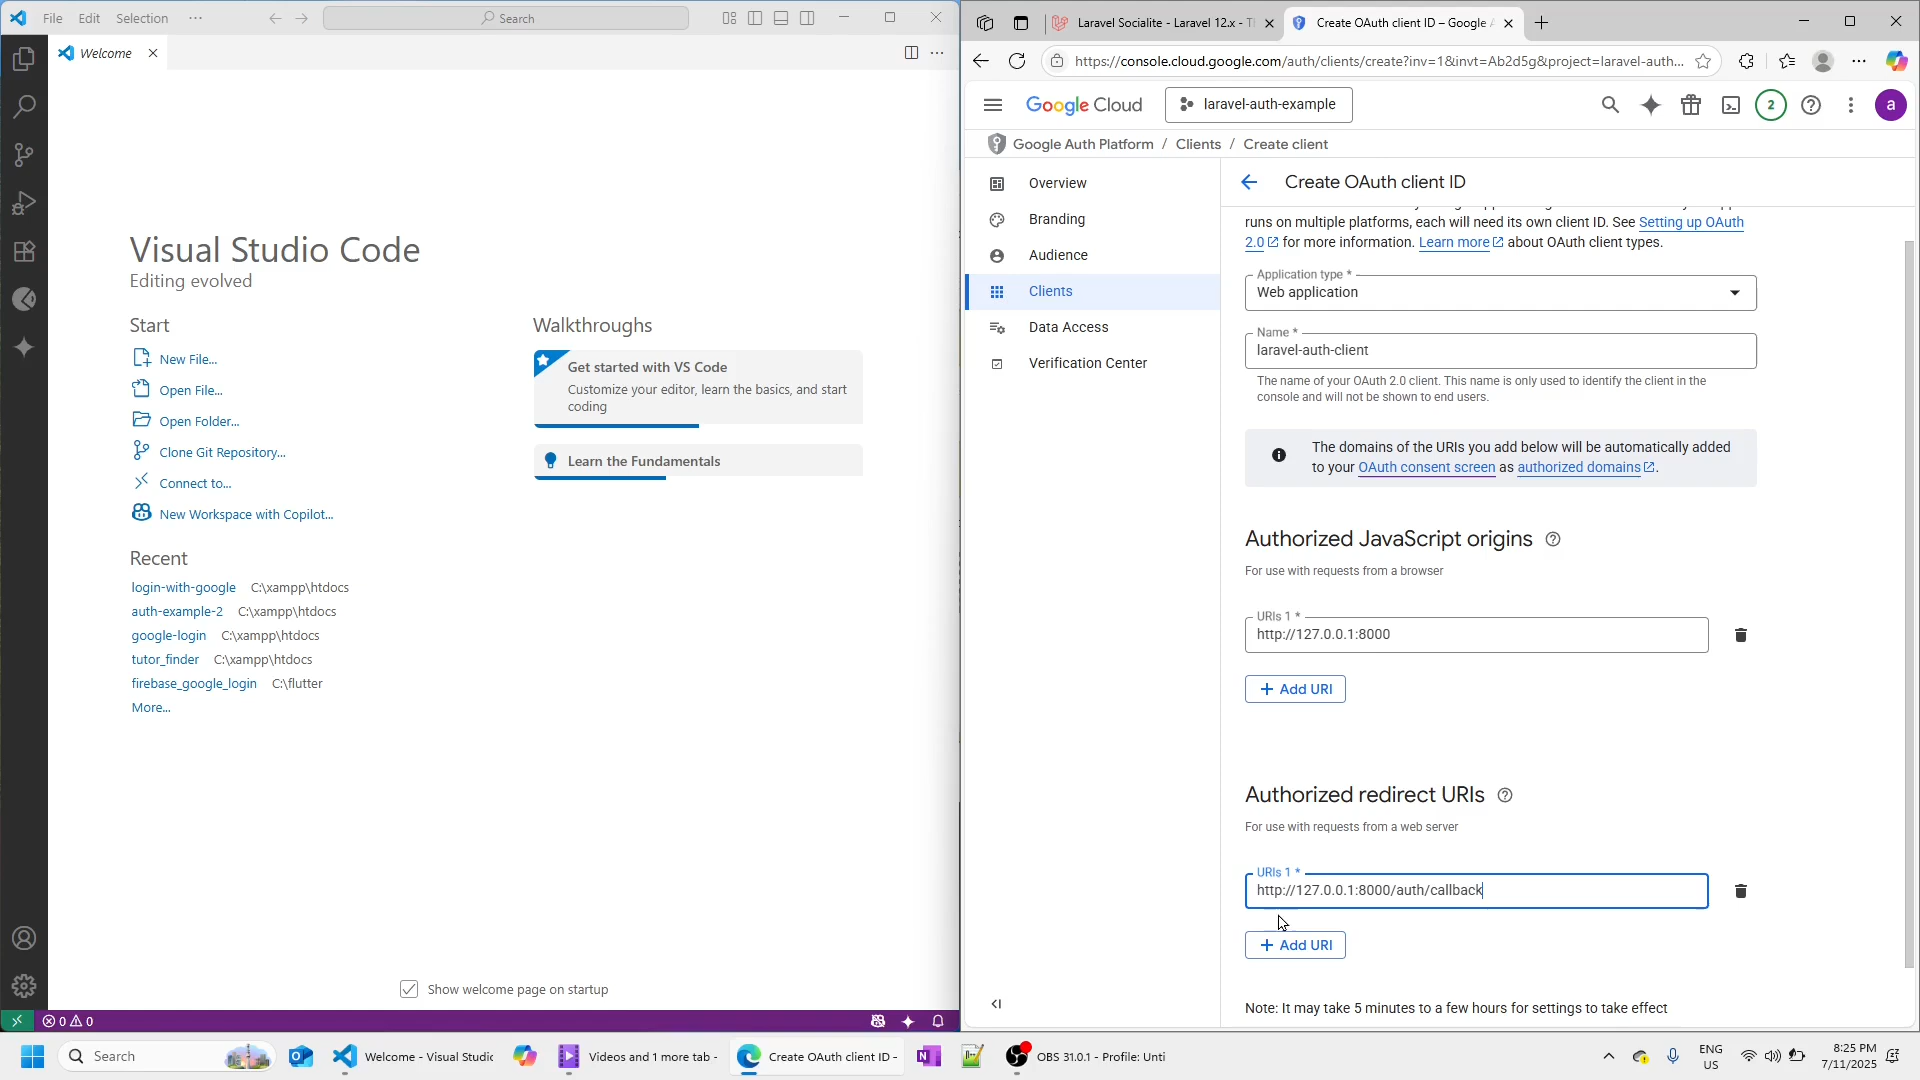 File Edit Selection ··· Search
Welcome
Visual Studio Code
Editing evolved
Start
New File...
Open File...
Open Folder...
Clone Git Repository...
Connect to...
New Workspace with Copilot...
Walkthroughs
Get started with VS Code
Customize your editor, learn the basics, and start
coding
Learn the Fundamentals
Recent
login-with-google C:\xampp\htdocs
auth-example-2 C:\xampp\htdocs
google-login C:\xampp\htdocs
tutor_finder C:\xampp\htdocs
firebase_google_login C:\flutter
More...
Show welcome page on startup
0 0
Laravel Socialite - Laravel 12.x - T
Create OAuth client ID – Google
https://console.cloud.google.com/auth/clients/create?inv=1&invt=Ab2d5g&project=laravel-auth...
Google Cloud laravel-auth-example 2 a
Google Auth Platform / Clients / Create client
Overview
Branding
Audience
Clients
Data Access
Verification Center
Create OAuth client ID
runs on multiple platforms, each will need its own client ID. See Setting up OAuth
2.0 for more information. Learn more about OAuth client types.
Application type *
Web application
Name *
laravel-auth-client
The name of your OAuth 2.0 client. This name is only used to identify the client in the
console and will not be shown to end users.
The domains of the URIs you add below will be automatically added
to your OAuth consent screen as authorized domains.
Authorized JavaScript origins
For use with requests from a browser
URIs 1 *
http://127.0.0.1:8000
+ Add URI
Authorized redirect URIs
For use with requests from a web server
URIs 1 *
http://127.0.0.1:8000/auth/callback
+ Add URI
Note: It may take 5 minutes to a few hours for settings to take effect
Search
Welcome - Visual Studic
Videos and 1 more tab -
Create OAuth client ID -
OBS 31.0.1 - Profile: Unti
ENG
US
8:25 PM
7/11/2025